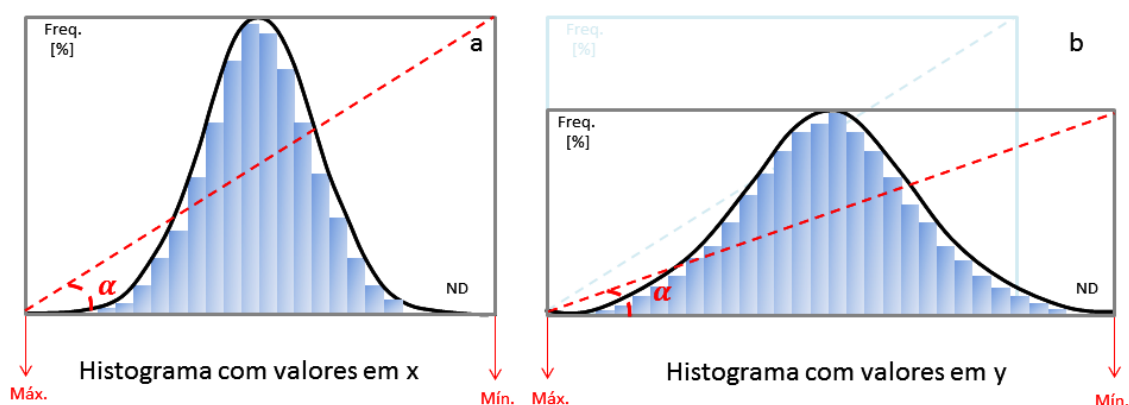 Freq.
[%]
a
α
ND
Histograma com valores em x
Máx.
Mín.
Freq.
[%]
b
α
ND
Histograma com valores em y
Máx.
Mín.
Freq.
[%]